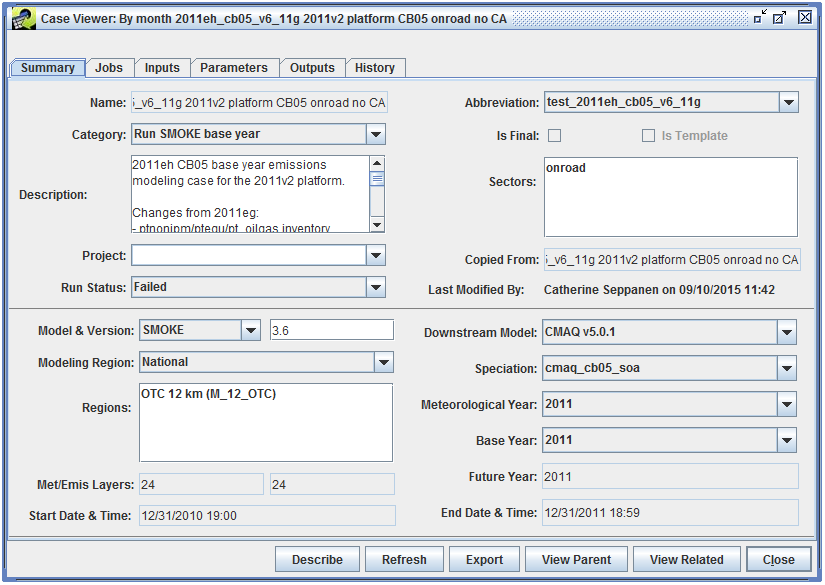 Case Viewer: By month 2011eh_cb05_v6_11g 2011v2 platform CB05 onroad no CA
Summary Jobs Inputs Parameters Outputs History
Name: 5_v6_11g 2011v2 platform CB05 onroad no CA
Abbreviation: test_2011eh_cb05_v6_11g
Category: Run SMOKE base year
Is Final: Is Template
Description: 2011eh CB05 base year emissions
modeling case for the 2011v2 platform.
Changes from 2011eg:
- ptnonipm/ptegu/pt_oilgas inventory
Sectors: onroad
Project:
Copied From: 5_v6_11g 2011v2 platform CB05 onroad no CA
Run Status: Failed
Last Modified By: Catherine Seppanen on 09/10/2015 11:42
Model & Version: SMOKE 3.6
Downstream Model: CMAQ v5.0.1
Modeling Region: National
Speciation: cmaq_cb05_soa
Regions: OTC 12 km (M_12_OTC)
Meteorological Year: 2011
Base Year: 2011
Met/Emis Layers: 24 24
Future Year: 2011
Start Date & Time: 12/31/2010 19:00
End Date & Time: 12/31/2011 18:59
Describe Refresh Export View Parent View Related Close